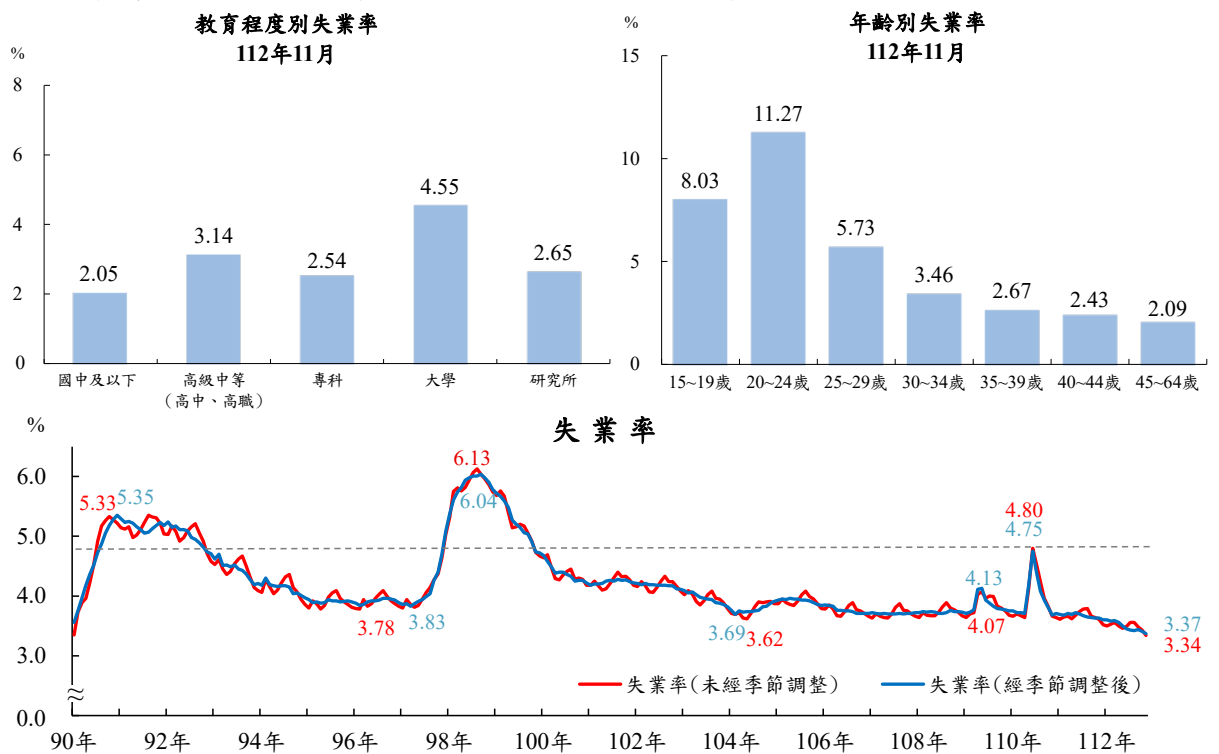 教育程度別失業率
112年11月
%
8
6
4
2
0
2.05
3.14
2.54
4.55
2.65
國中及以下
高級中等
(高中、高職)
專科
大學
研究所
年齡別失業率
112年11月
%
15
10
5
0
8.03
11.27
5.73
3.46
2.67
2.43
2.09
15~19歲
20~24歲
25~29歲
30~34歲
35~39歲
40~44歲
45~64歲
失業率
%
6.0
5.0
4.0
3.0
0.0
5.33
5.35
3.78
3.83
6.13
6.04
3.69
3.62
4.13
4.07
4.80
4.75
3.37
3.34
失業率(未經季節調整)
失業率(經季節調整後)
90年
92年
94年
96年
98年
100年
102年
104年
106年
108年
110年
112年